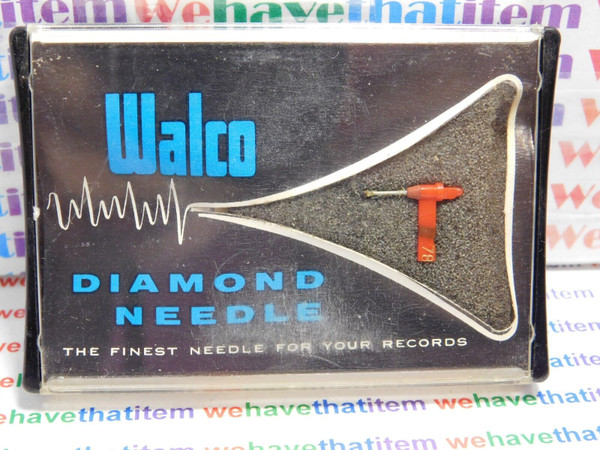 wehavethatitem
Walco
DIAMOND
NEEDLE
THE FINEST NEEDLE FOR YOUR RECORDS
78
wehavethatitem wehavethatitem